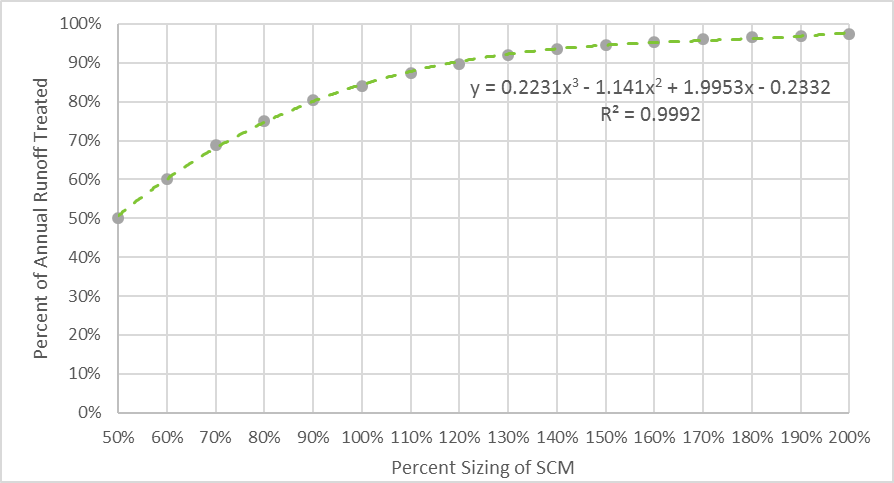 100%
90%
80%
70%
60%
50%
40%
30%
20%
10%
0%
Percent of Annual Runoff Treated
y = 0.2231x³ - 1.141x² + 1.9953x - 0.2332
R² = 0.9992
50% 60% 70% 80% 90% 100% 110% 120% 130% 140% 150% 160% 170% 180% 190% 200%
Percent Sizing of SCM